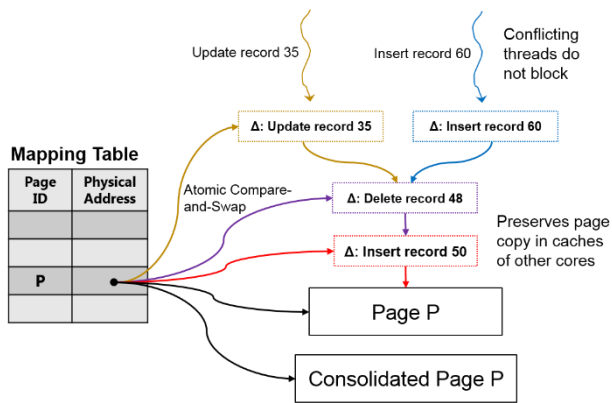 Update record 35
Insert record 60
Conflicting
threads do
not block
Δ: Update record 35
Δ: Insert record 60
Mapping Table
Page
ID
Physical
Address
Atomic Compare-
and-Swap
Δ: Delete record 48
Preserves page
copy in caches
of other cores
Δ: Insert record 50
P
Page P
Consolidated Page P